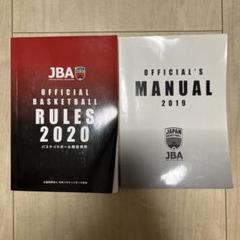 JBA
OFFICIAL
BASKETBALL
RULES
2020
バスケットボール競技規則
OFFICIAL'S
MANUAL
2019
JAPAN
JBA